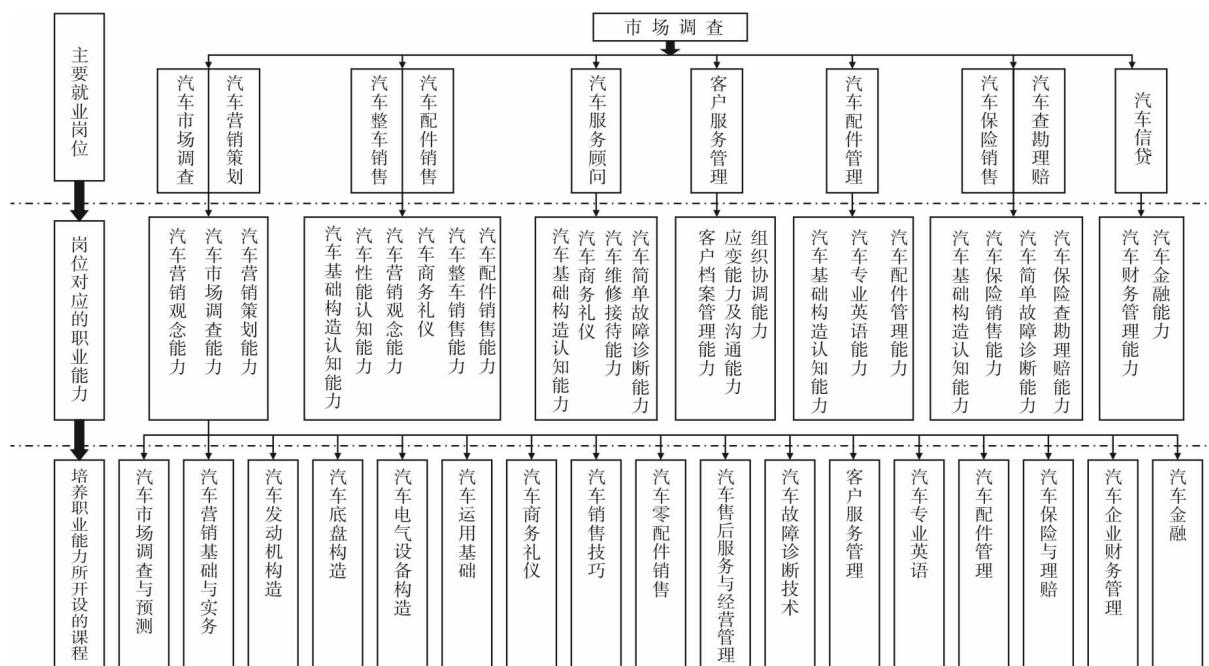 市场调查
主要就业岗位
汽车市场调查
汽车营销策划
汽车整车销售
汽车配件销售
汽车服务顾问
客户服务管理
汽车配件管理
汽车保险销售
汽车查勘理赔
汽车信贷
岗位对应的职业能力
汽车营销观念能力
汽车市场调查能力
汽车营销策划能力
汽车基础构造认知能力
汽车性能认知能力
汽车营销观念能力
汽车商务礼仪
汽车整车销售能力
汽车配件销售能力
汽车基础构造认知能力
汽车商务礼仪
汽车维修接待能力
汽车简单故障诊断能力
客户档案管理能力
应变能力及沟通能力
组织协调能力
汽车基础构造认知能力
汽车专业英语能力
汽车配件管理能力
汽车基础构造认知能力
汽车保险销售能力
汽车简单故障诊断能力
汽车保险查勘理赔能力
汽车财务管理能力
汽车金融能力
培养职业能力所开设的课程
汽车市场调查与预测
汽车营销基础与实务
汽车发动机构造
汽车底盘构造
汽车电气设备构造
汽车运用基础
汽车商务礼仪
汽车销售技巧
汽车零配件销售
汽车售后服务与经营管理
汽车故障诊断技术
客户服务管理
汽车专业英语
汽车配件管理
汽车保险与理赔
汽车企业财务管理
汽车金融